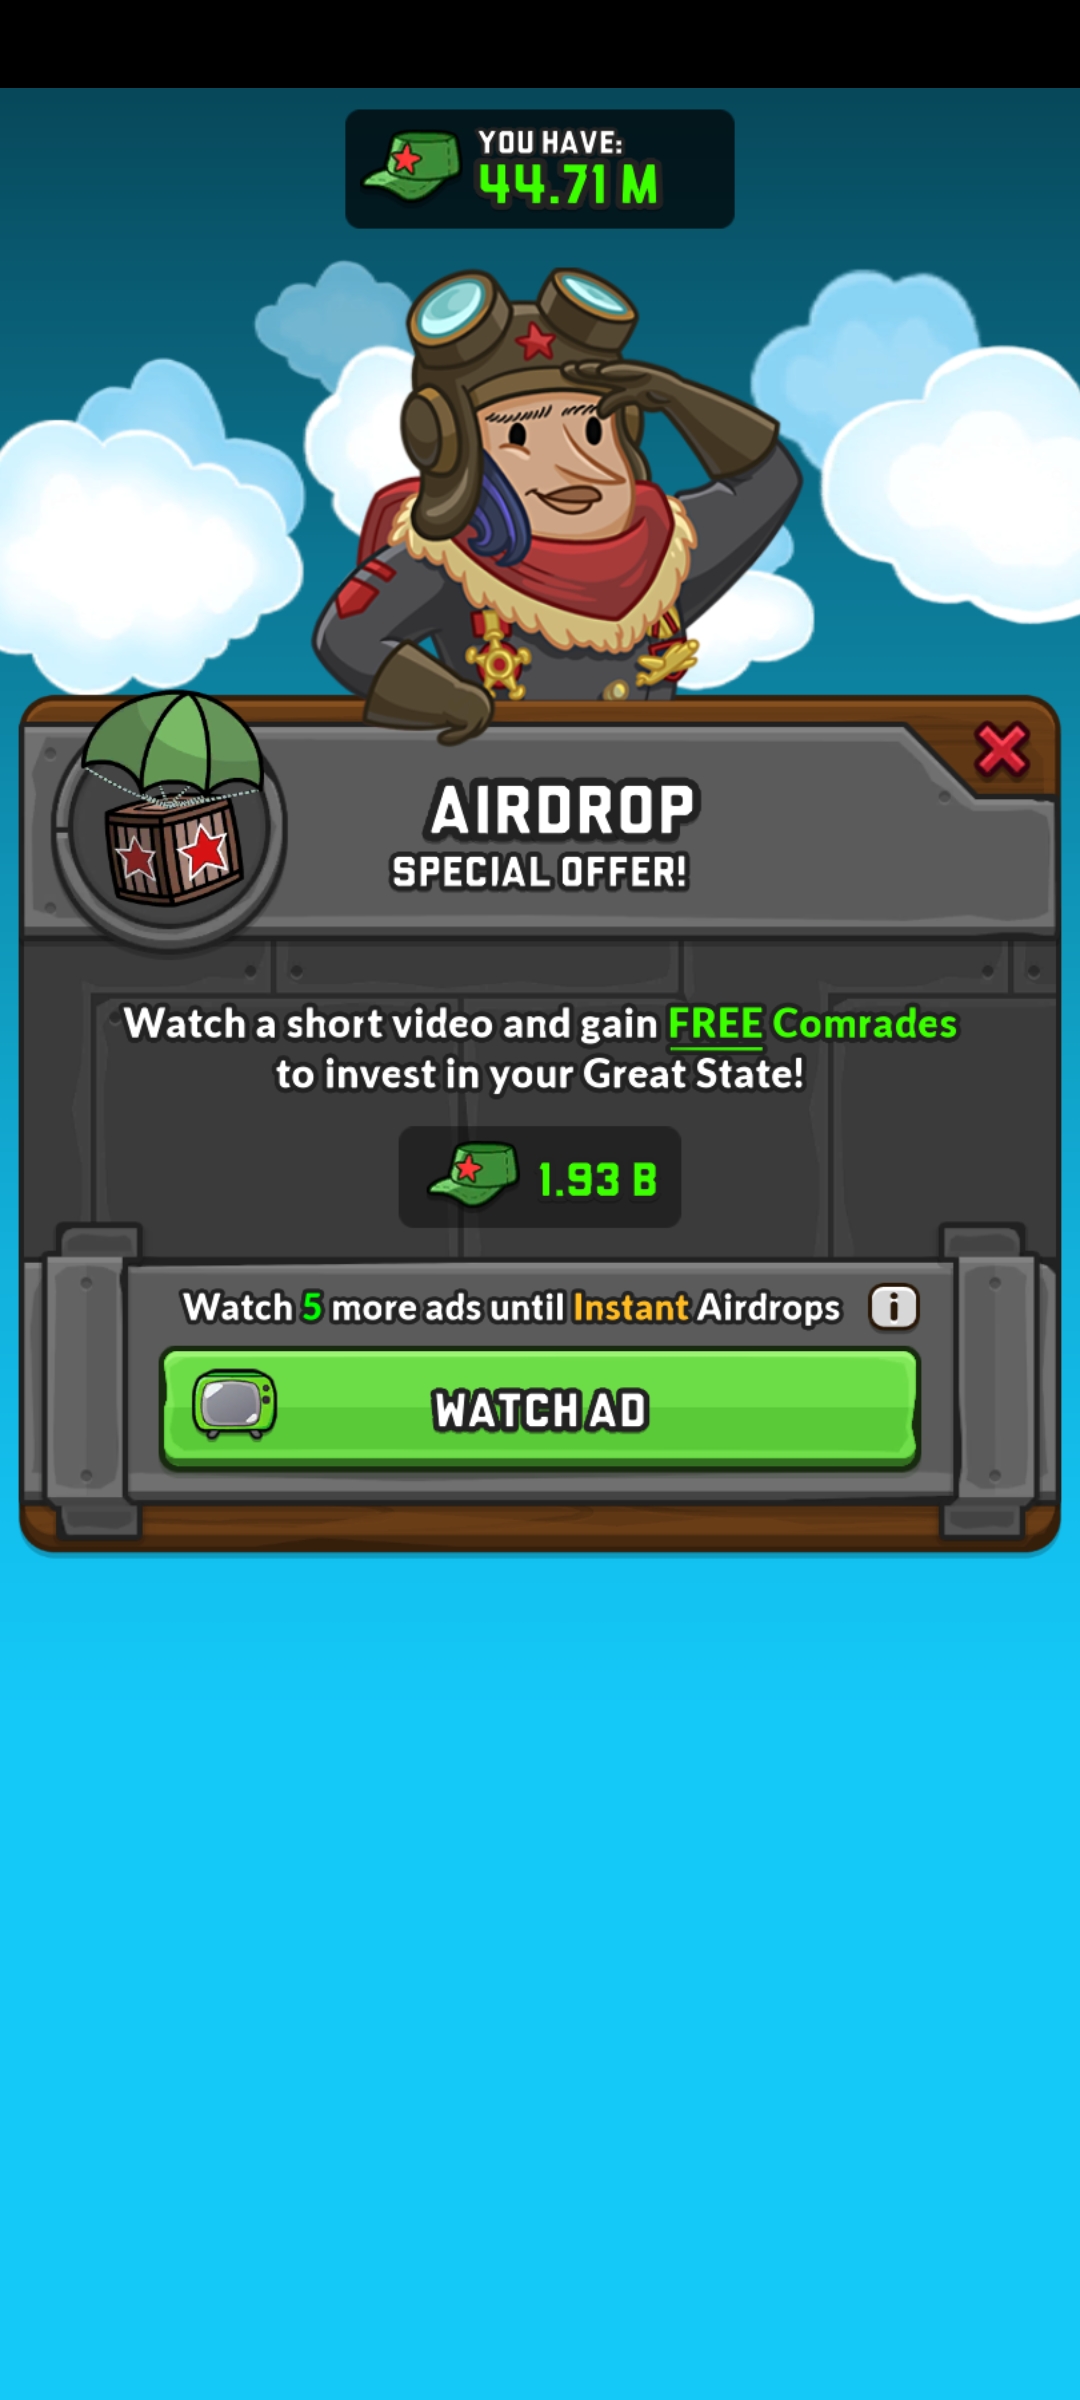 YOU HAVE:
44.71 M
AIRDROP
SPECIAL OFFER!
Watch a short video and gain FREE Comrades
to invest in your Great State!
1.93 B
Watch 5 more ads until Instant Airdrops
i
WATCH AD